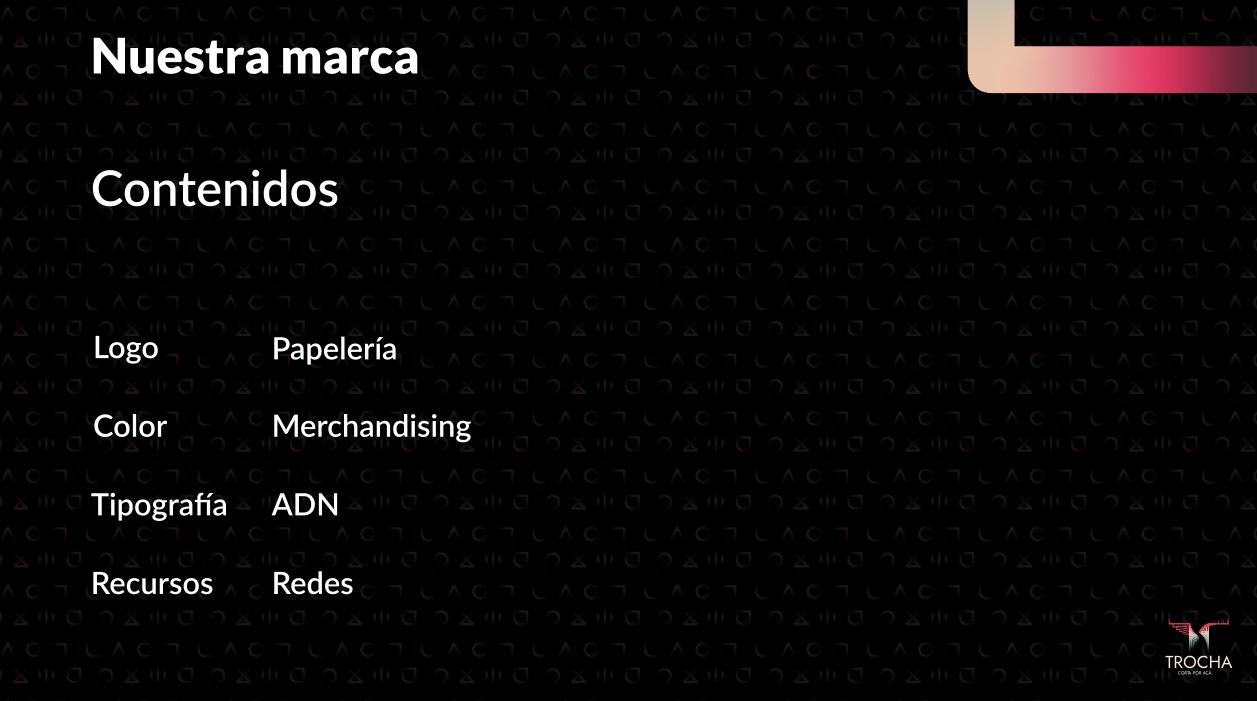 Nuestra marca
Contenidos
Logo
Color
Tipografía
Recursos
Papelería
Merchandising
ADN
Redes
TROCHA
CORTA POR ACÁ